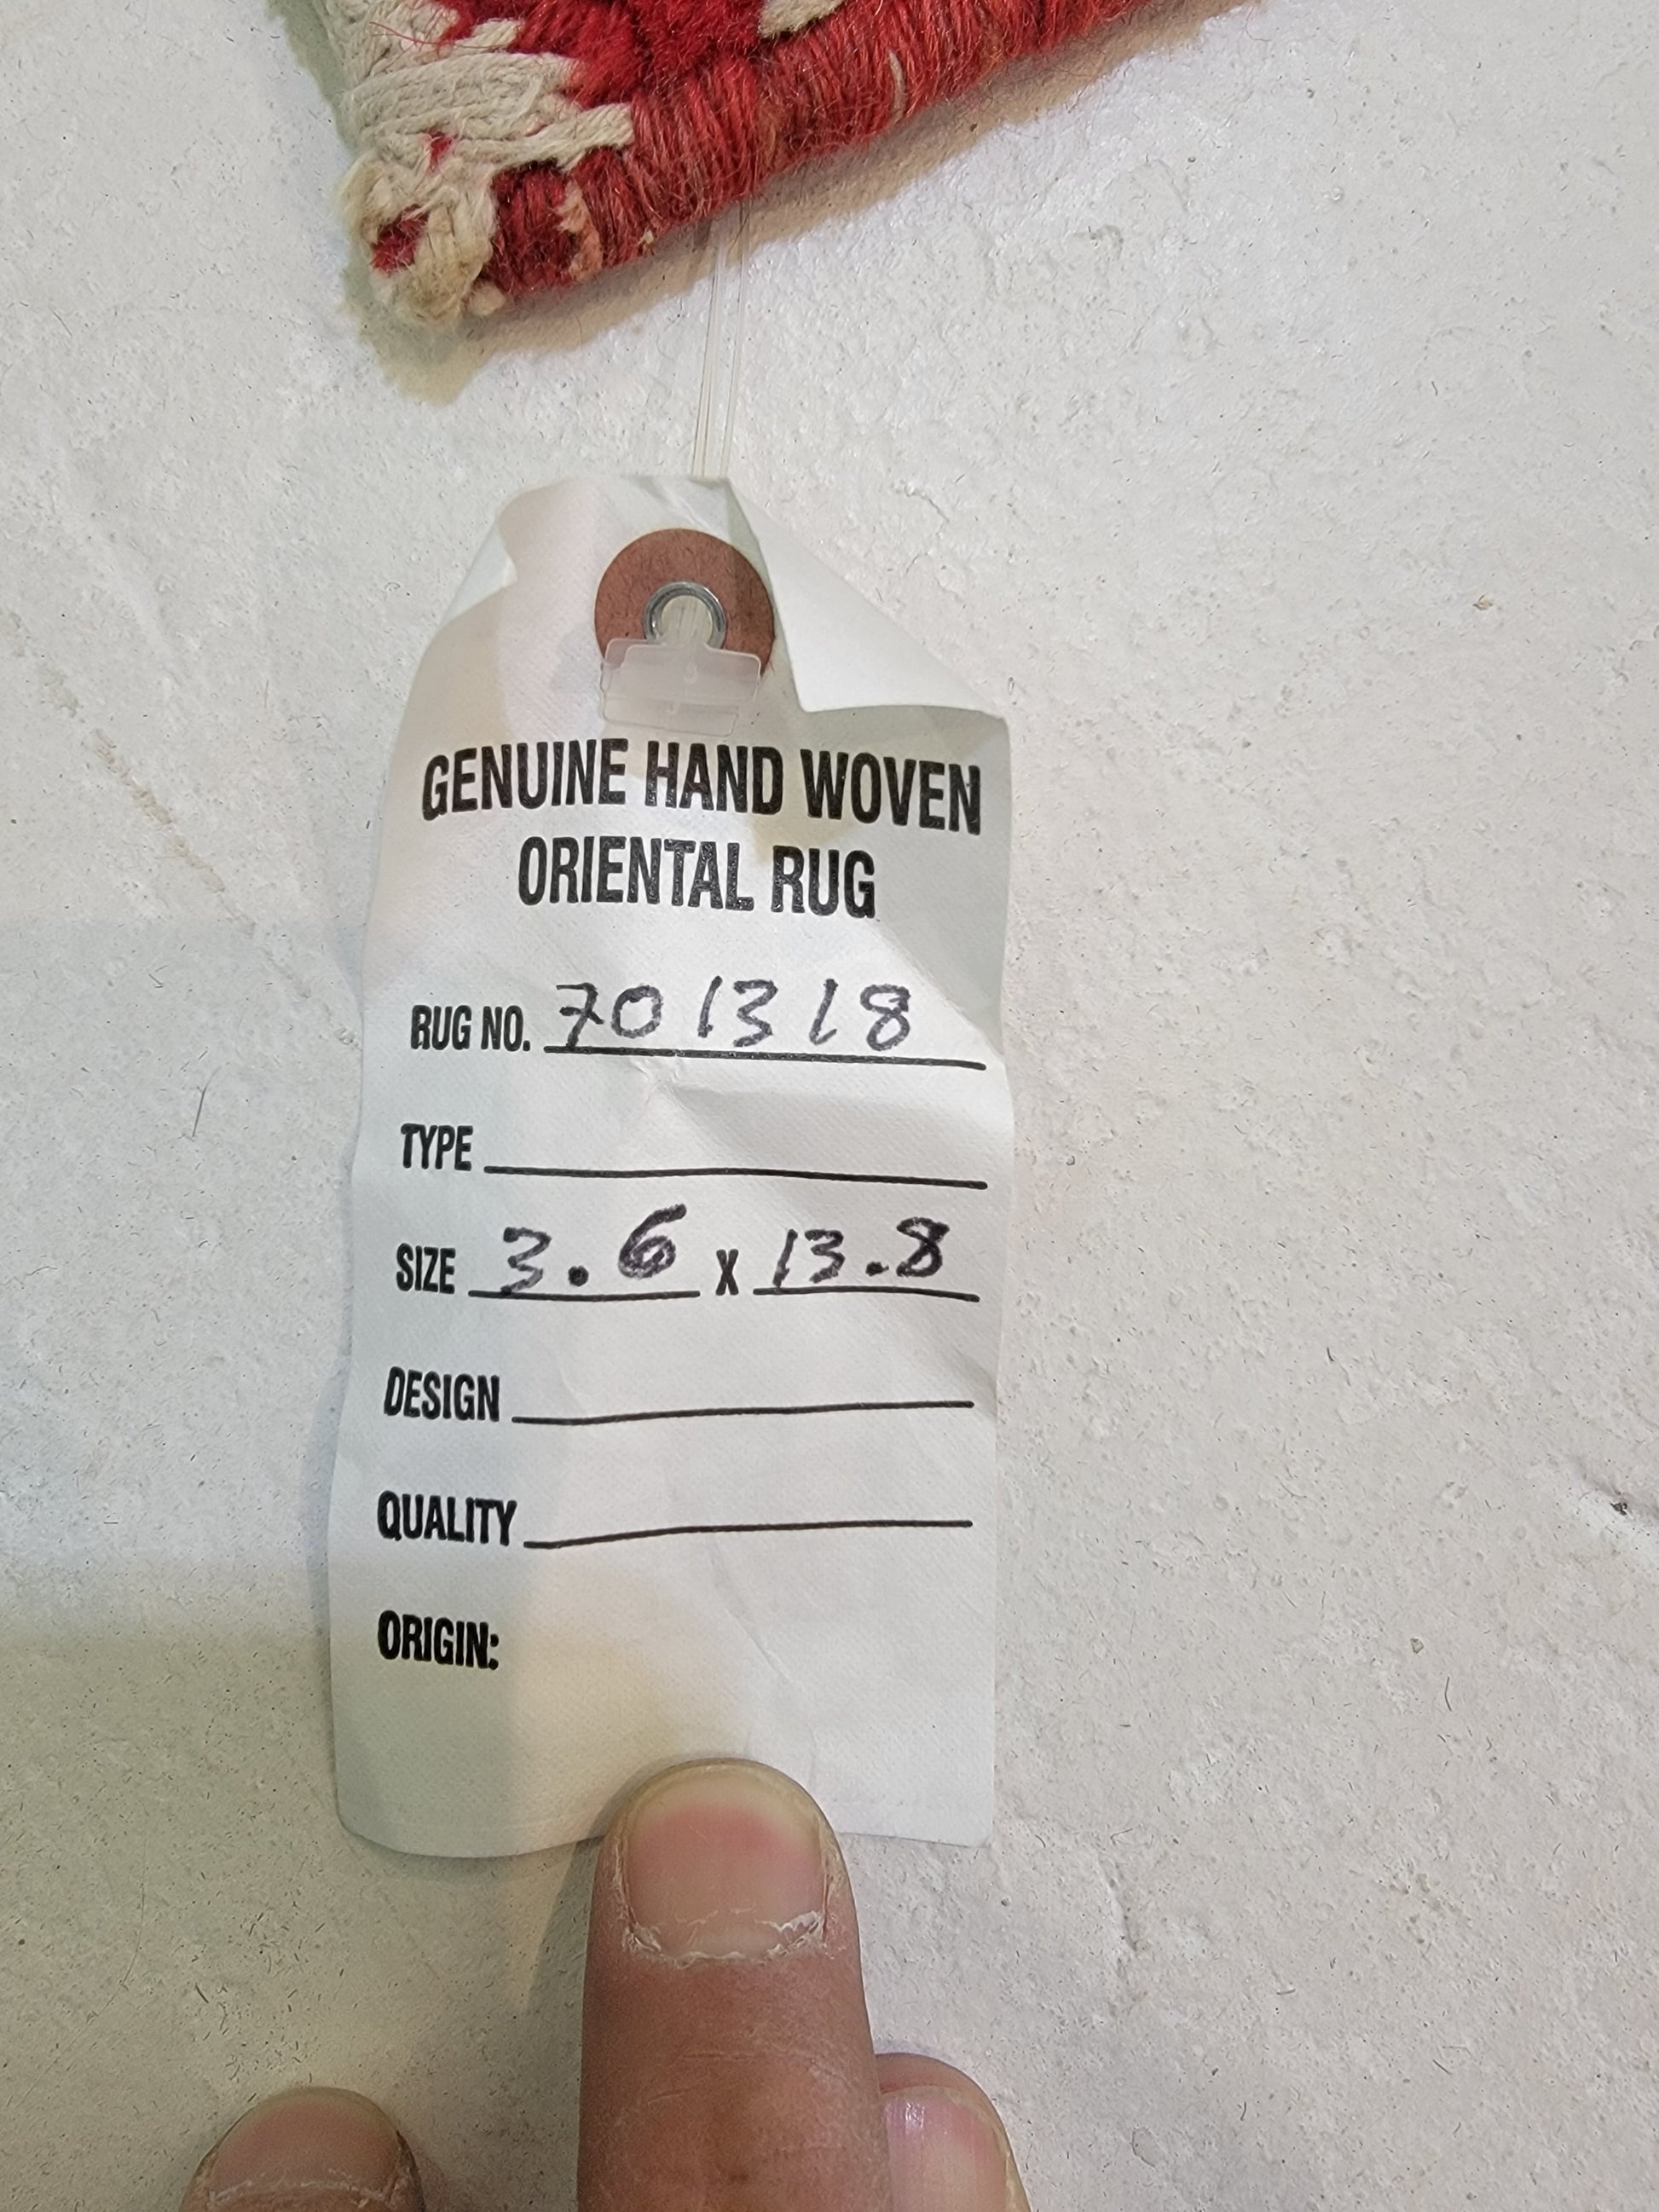 GENUINE HAND WOVEN
ORIENTAL RUG
RUG NO. 701318
TYPE
SIZE 3.6 X 13.8
DESIGN
QUALITY
ORIGIN: